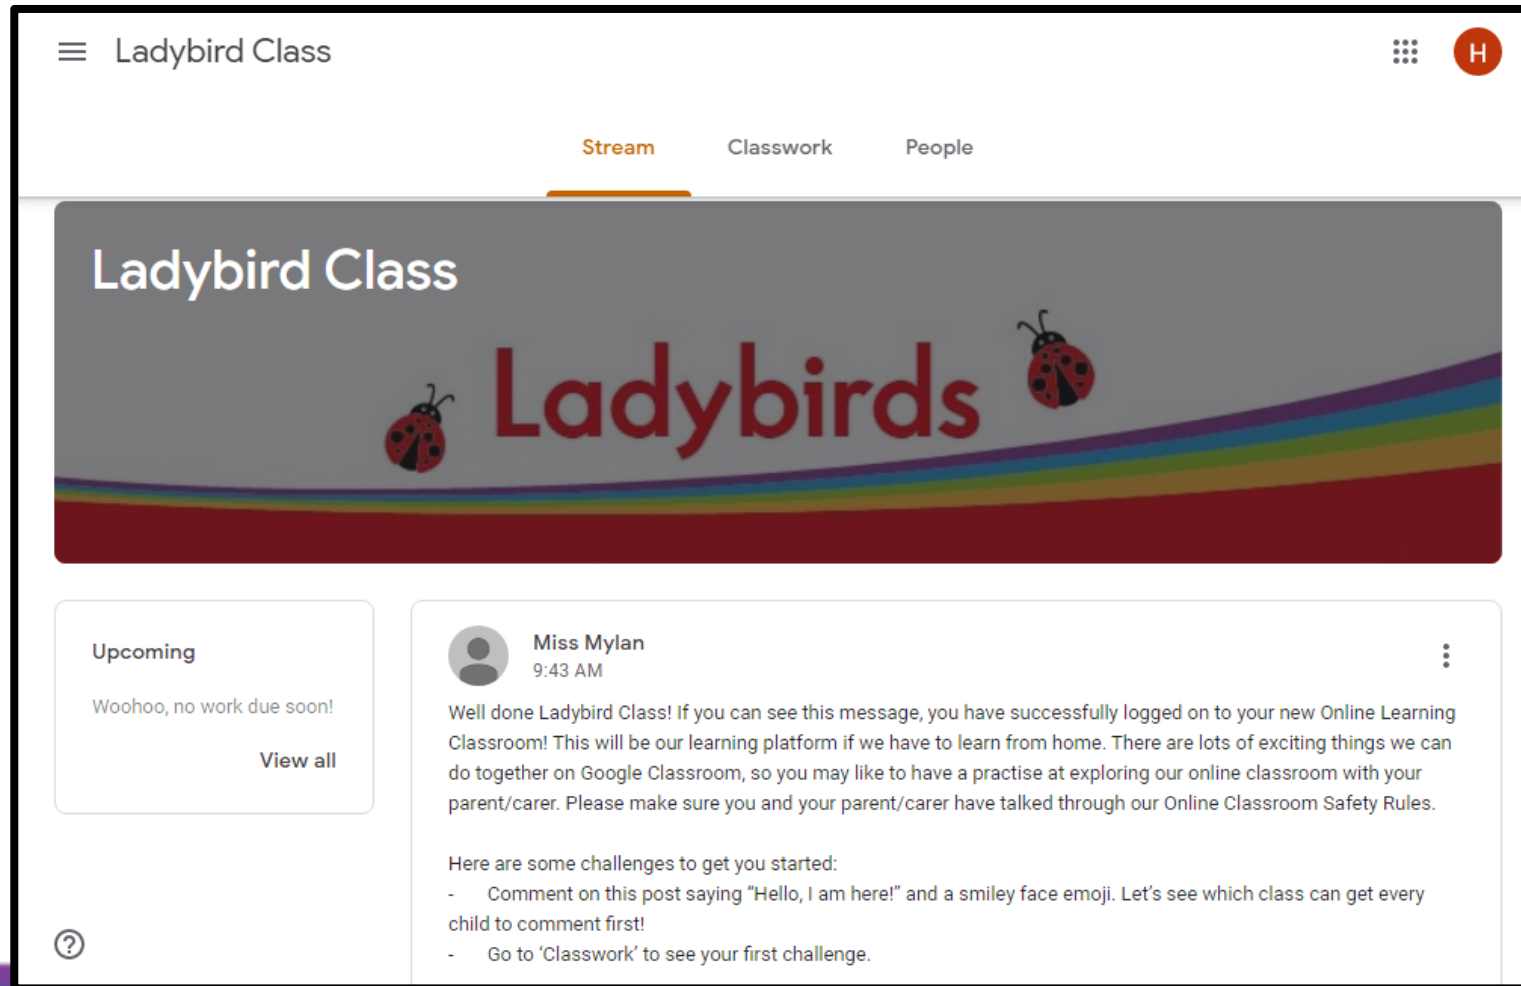 Ladybird Class
H
Stream Classwork People
Ladybird Class
Ladybirds
Upcoming
Woohoo, no work due soon!
View all
Miss Mylan
9:43 AM
Well done Ladybird Class! If you can see this message, you have successfully logged on to your new Online Learning
Classroom! This will be our learning platform if we have to learn from home. There are lots of exciting things we can
do together on Google Classroom, so you may like to have a practise at exploring our online classroom with your
parent/carer. Please make sure you and your parent/carer have talked through our Online Classroom Safety Rules.
Here are some challenges to get you started:
- Comment on this post saying “Hello, I am here!” and a smiley face emoji. Let’s see which class can get every
child to comment first!
- Go to ‘Classwork’ to see your first challenge.